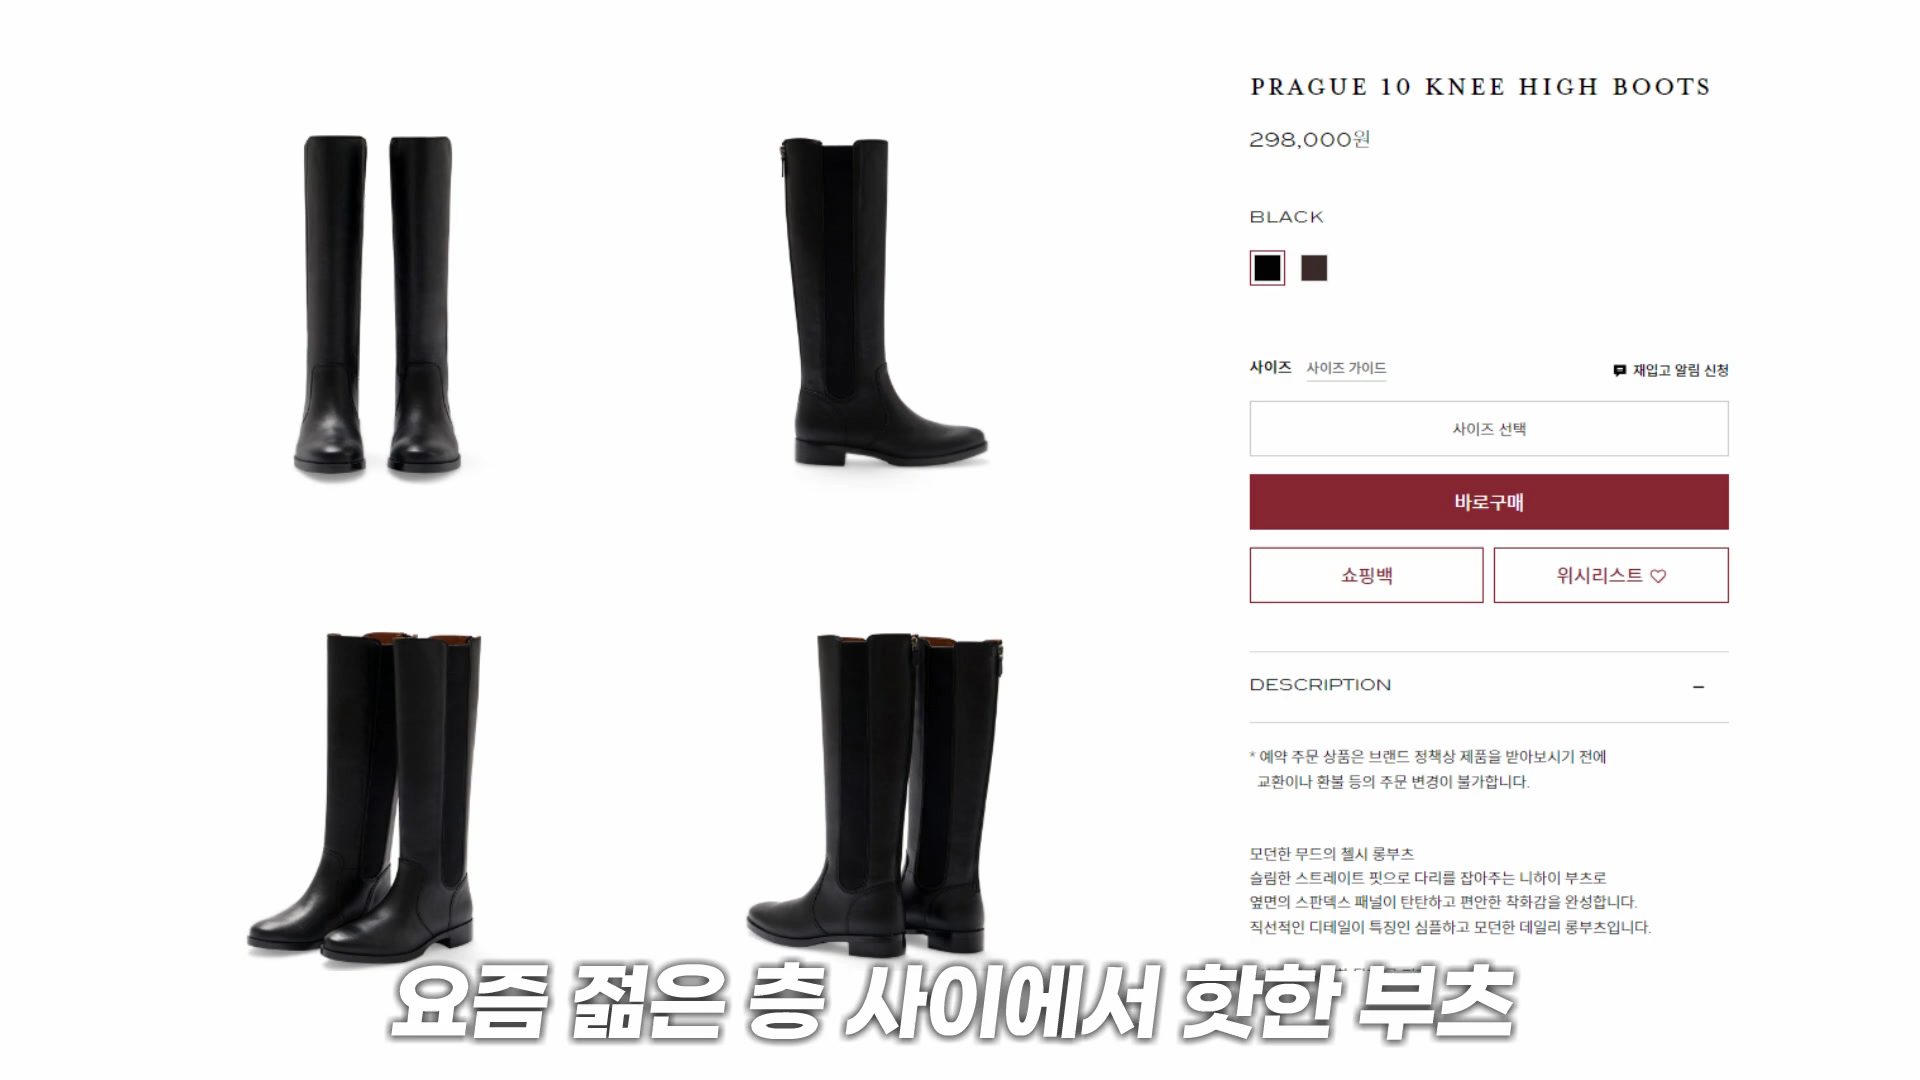 PRAGUE 10 KNEE HIGH BOOTS
298,000원
BLACK
사이즈 사이즈 가이드 재입고 알림 신청
사이즈 선택
바로구매
쇼핑백 위시리스트
DESCRIPTION
* 예약 주문 상품은 브랜드 정책상 제품을 받아보시기 전에
교환이나 환불 등의 주문 변경이 불가합니다.
모던한 무드의 첼시 롱부츠
슬림한 스트레이트 핏으로 다리를 잡아주는 니하이 부츠로
옆면의 스판덱스 패널이 탄탄하고 편안한 착화감을 완성합니다.
직선적인 디테일이 특징인 심플하고 모던한 데일리 롱부츠입니다.
요즘 젊은 층 사이에서 핫한 부츠